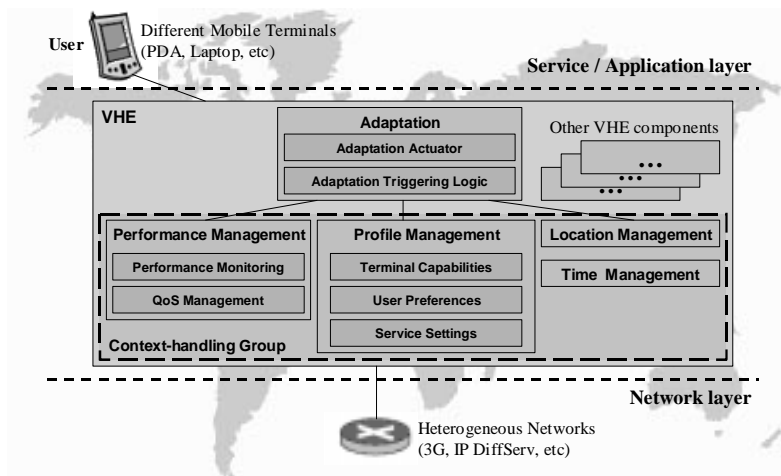 User
Different Mobile Terminals
(PDA, Laptop, etc)
Service / Application layer
VHE
Adaptation
Adaptation Actuator
Adaptation Triggering Logic
Other VHE components
•••
•••
•••
Performance Management
Performance Monitoring
QoS Management
Profile Management
Terminal Capabilities
User Preferences
Service Settings
Location Management
Time Management
Context-handling Group
Network layer
Heterogeneous Networks
(3G, IP DiffServ, etc)